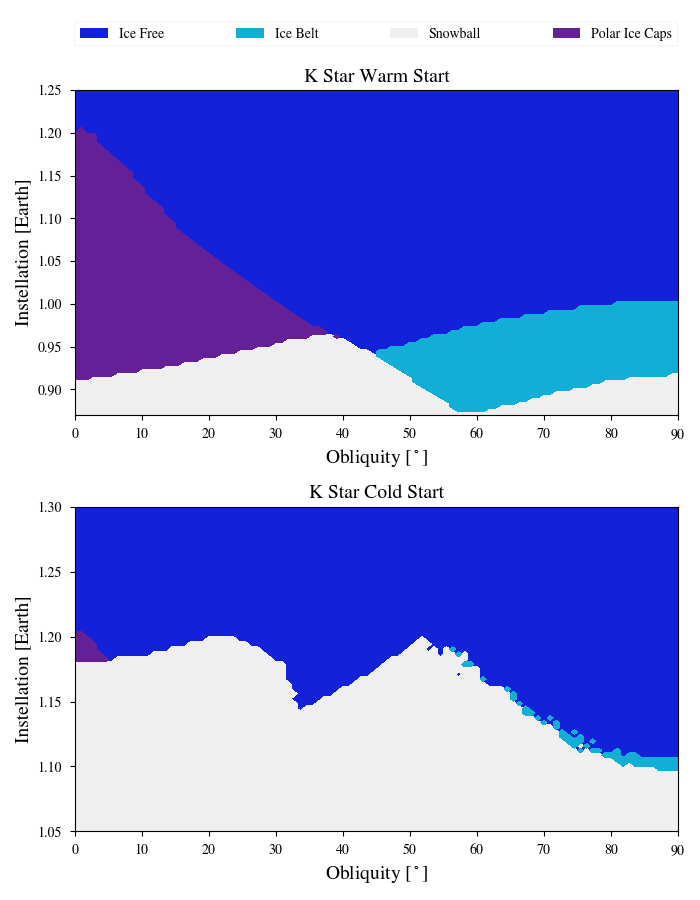 Ice Free Ice Belt Snowball Polar Ice Caps
K Star Warm Start
1.25
1.20
1.15
1.10
1.05
1.00
0.95
0.90
Instellation [Earth]
0 10 20 30 40 50 60 70 80 90
Obliquity [°]
K Star Cold Start
1.30
1.25
1.20
1.15
1.10
1.05
Instellation [Earth]
0 10 20 30 40 50 60 70 80 90
Obliquity [°]